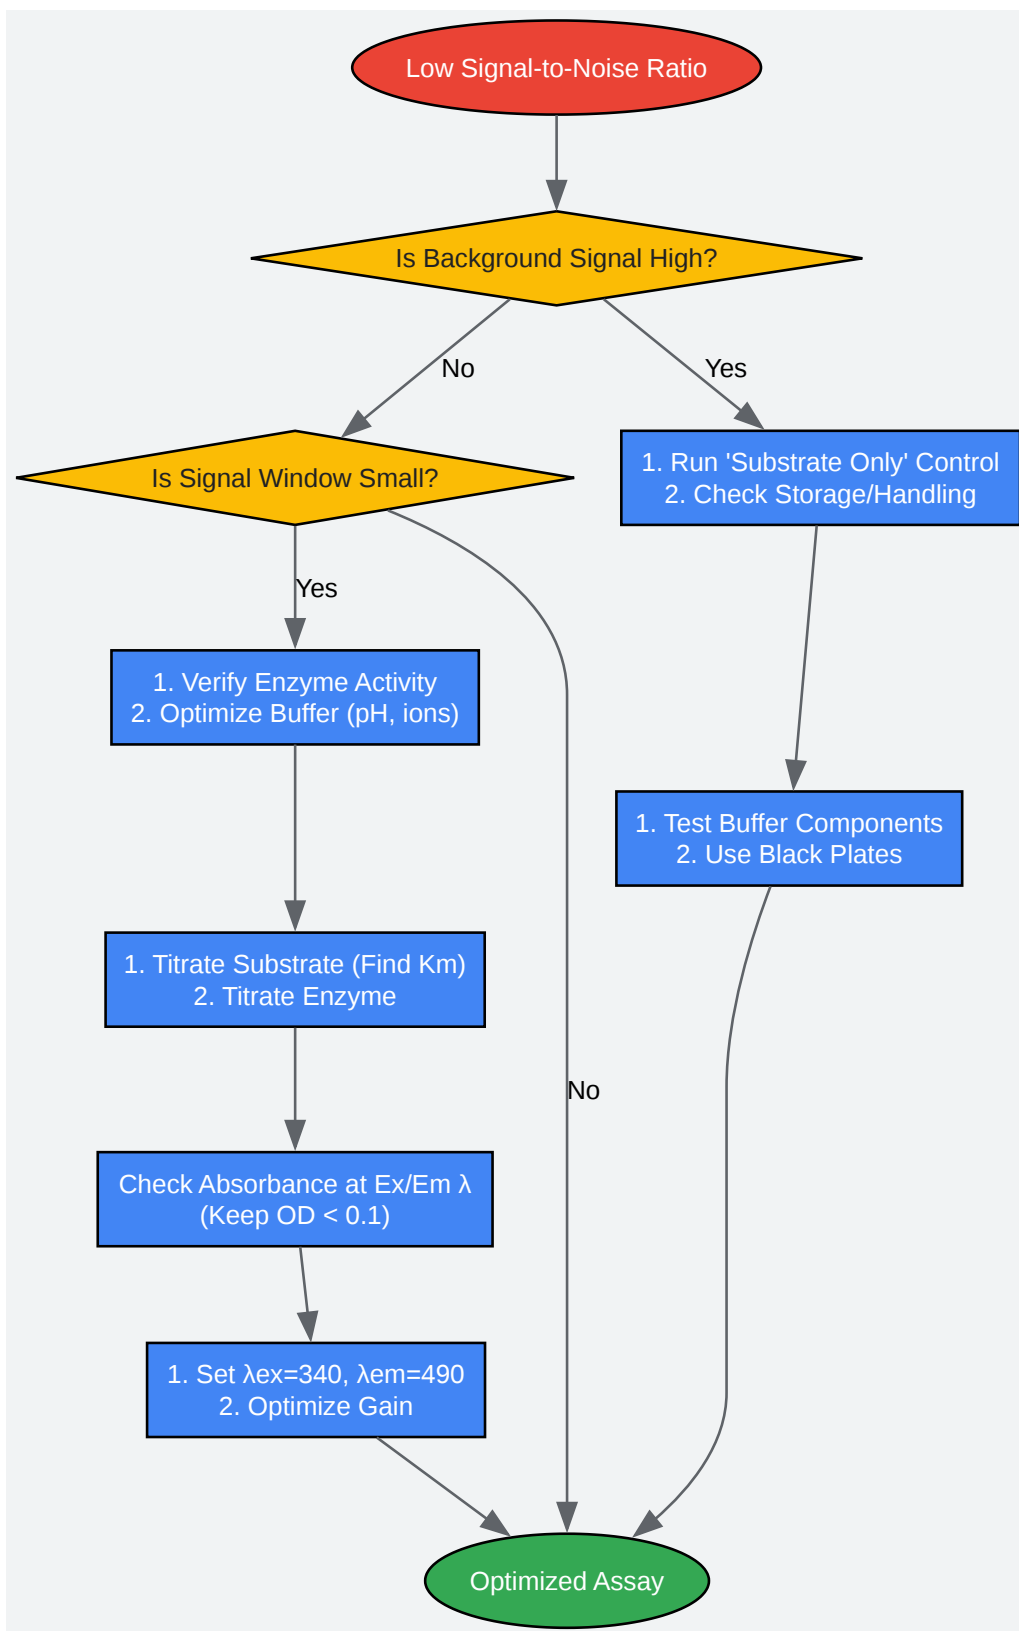 Low Signal-to-Noise Ratio
Is Background Signal High?
No
Yes
Is Signal Window Small?
1. Run 'Substrate Only' Control
2. Check Storage/Handling
Yes
1. Verify Enzyme Activity
2. Optimize Buffer (pH, ions)
1. Test Buffer Components
2. Use Black Plates
1. Titrate Substrate (Find Km)
2. Titrate Enzyme
No
Check Absorbance at Ex/Em λ
(Keep OD < 0.1)
1. Set λex=340, λem=490
2. Optimize Gain
Optimized Assay